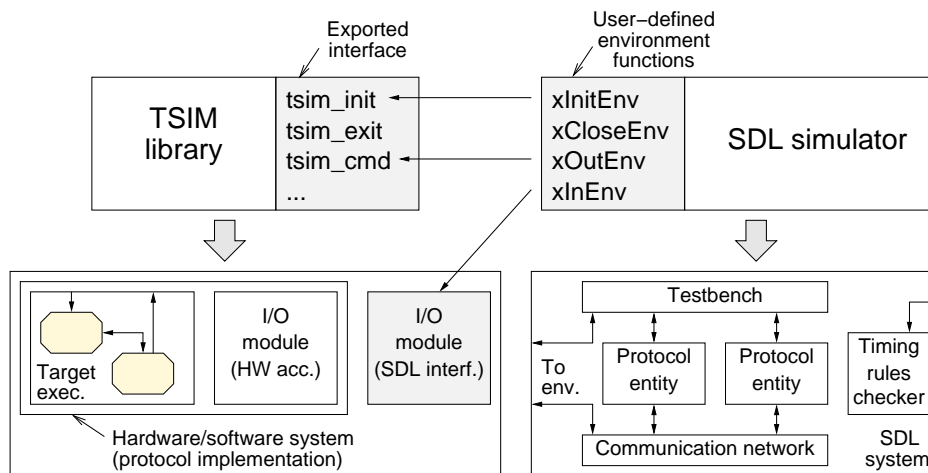 Exported
interface
User–defined
environment
functions
TSIM
library
tsim_init
tsim_exit
tsim_cmd
...
xInitEnv
xCloseEnv
xOutEnv
xInEnv
SDL simulator
Target
exec.
I/O
module
(HW acc.)
I/O
module
(SDL interf.)
Hardware/software system
(protocol implementation)
Testbench
To
env.
Protocol
entity
Protocol
entity
Timing
rules
checker
Communication network
SDL
system